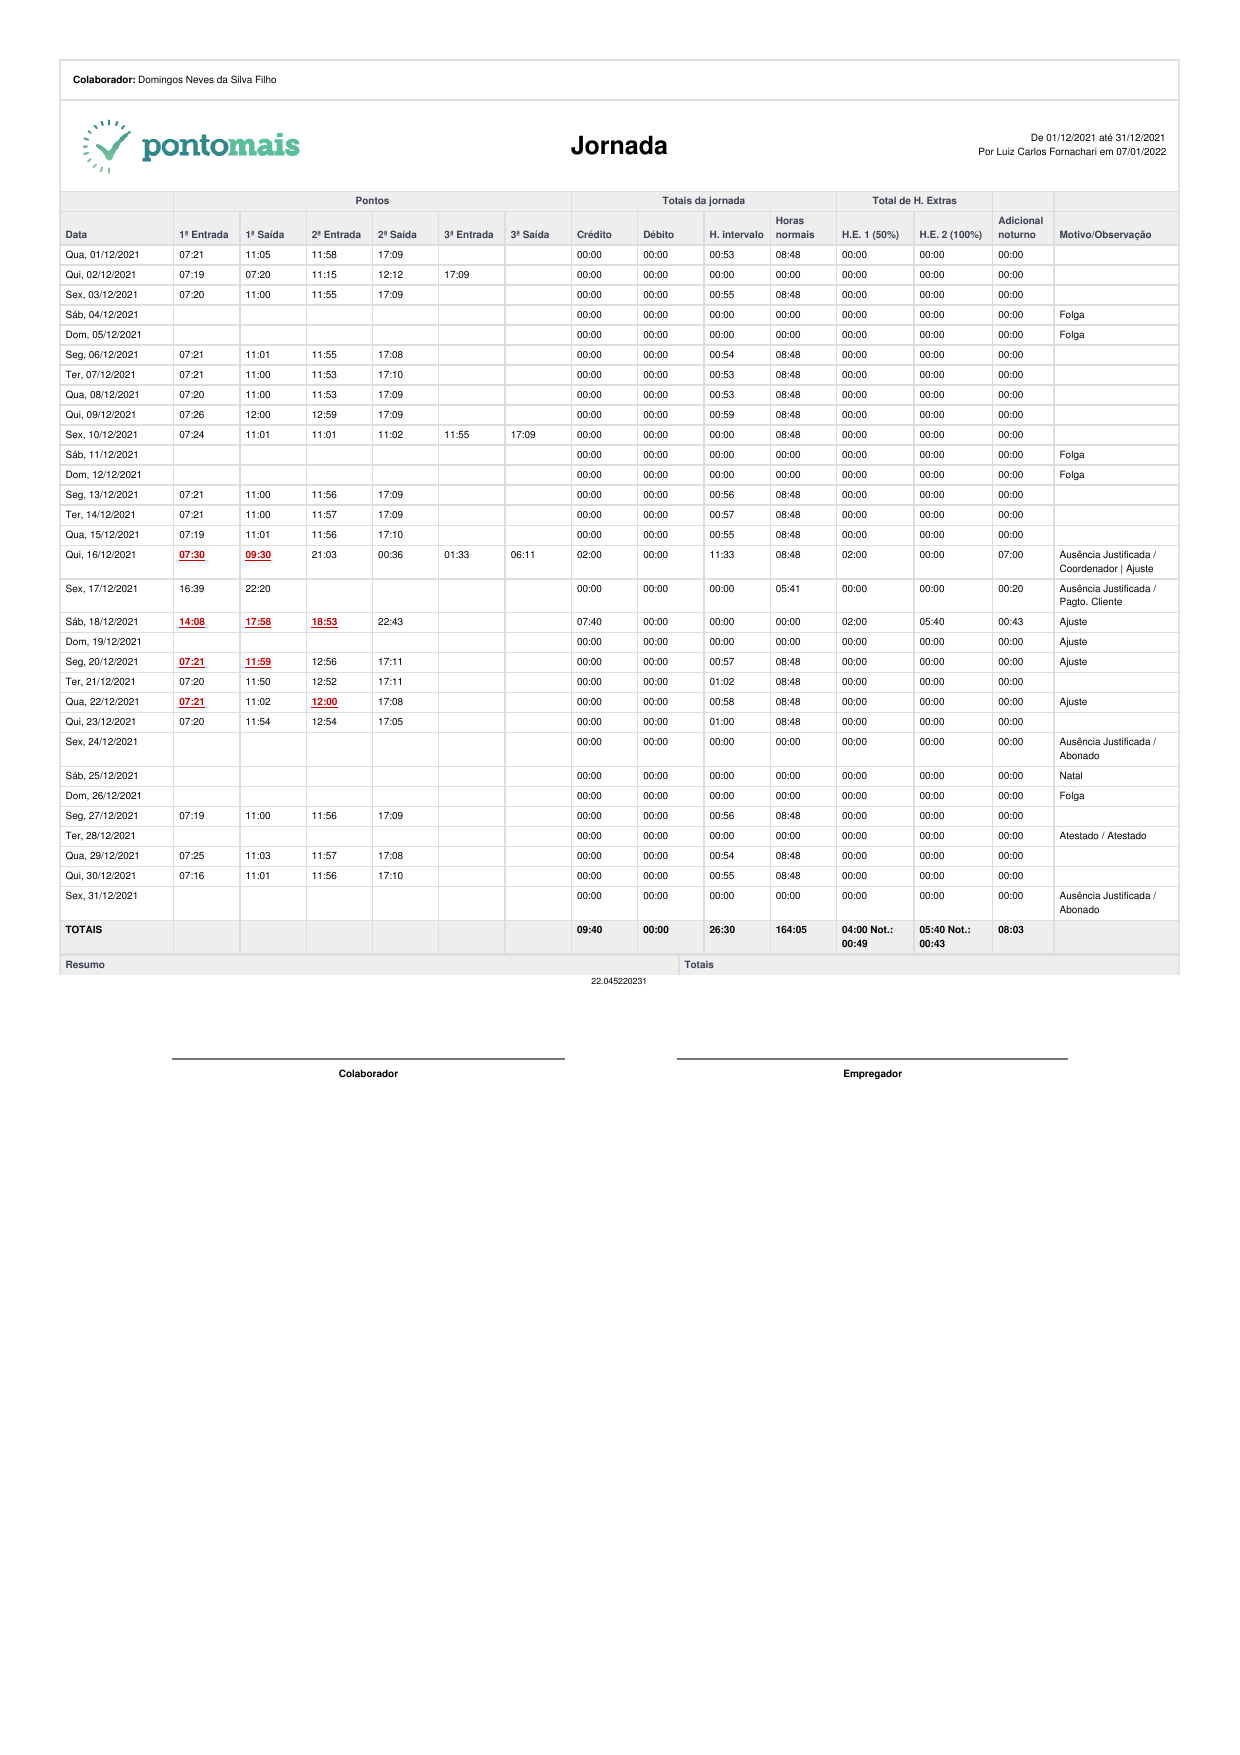 Colaborador: Domingos Neves da Silva Filho
pontomais
Jornada
De 01/12/2021 até 31/12/2021
Por Luiz Carlos Fornachari em 07/01/2022
Pontos Totais da jornada Total de H. Extras
Data 1ª Entrada 1ª Saída 2ª Entrada 2ª Saída 3ª Entrada 3ª Saída Crédito Débito H. intervalo Horas normais H.E. 1 (50%) H.E. 2 (100%) Adicional noturno Motivo/Observação
Qua, 01/12/2021 07:21 11:05 11:58 17:09 00:00 00:00 00:53 08:48 00:00 00:00 00:00
Qui, 02/12/2021 07:19 07:20 11:15 12:12 17:09 00:00 00:00 00:00 00:00 00:00 00:00 00:00
Sex, 03/12/2021 07:20 11:00 11:55 17:09 00:00 00:00 00:55 08:48 00:00 00:00 00:00
Sáb, 04/12/2021 00:00 00:00 00:00 00:00 00:00 00:00 00:00 Folga
Dom, 05/12/2021 00:00 00:00 00:00 00:00 00:00 00:00 00:00 Folga
Seg, 06/12/2021 07:21 11:01 11:55 17:08 00:00 00:00 00:54 08:48 00:00 00:00 00:00
Ter, 07/12/2021 07:21 11:00 11:53 17:10 00:00 00:00 00:53 08:48 00:00 00:00 00:00
Qua, 08/12/2021 07:20 11:00 11:53 17:09 00:00 00:00 00:53 08:48 00:00 00:00 00:00
Qui, 09/12/2021 07:26 12:00 12:59 17:09 00:00 00:00 00:59 08:48 00:00 00:00 00:00
Sex, 10/12/2021 07:24 11:01 11:01 11:02 11:55 17:09 00:00 00:00 00:00 08:48 00:00 00:00 00:00
Sáb, 11/12/2021 00:00 00:00 00:00 00:00 00:00 00:00 00:00 Folga
Dom, 12/12/2021 00:00 00:00 00:00 00:00 00:00 00:00 00:00 Folga
Seg, 13/12/2021 07:21 11:00 11:56 17:09 00:00 00:00 00:56 08:48 00:00 00:00 00:00
Ter, 14/12/2021 07:21 11:00 11:57 17:09 00:00 00:00 00:57 08:48 00:00 00:00 00:00
Qua, 15/12/2021 07:19 11:01 11:56 17:10 00:00 00:00 00:55 08:48 00:00 00:00 00:00
Qui, 16/12/2021 07:30 09:30 21:03 00:36 01:33 06:11 02:00 00:00 11:33 08:48 02:00 00:00 07:00 Ausência Justificada /
Coordenador | Ajuste
Sex, 17/12/2021 16:39 22:20 00:00 00:00 00:00 05:41 00:00 00:00 00:20 Ausência Justificada /
Pagto. Cliente
Sáb, 18/12/2021 14:08 17:58 18:53 22:43 07:40 00:00 00:00 00:00 02:00 05:40 00:43 Ajuste
Dom, 19/12/2021 00:00 00:00 00:00 00:00 00:00 00:00 00:00 Ajuste
Seg, 20/12/2021 07:21 11:59 12:56 17:11 00:00 00:00 00:57 08:48 00:00 00:00 00:00 Ajuste
Ter, 21/12/2021 07:20 11:50 12:52 17:11 00:00 00:00 01:02 08:48 00:00 00:00 00:00
Qua, 22/12/2021 07:21 11:02 12:00 17:08 00:00 00:00 00:58 08:48 00:00 00:00 00:00 Ajuste
Qui, 23/12/2021 07:20 11:54 12:54 17:05 00:00 00:00 01:00 08:48 00:00 00:00 00:00
Sex, 24/12/2021 00:00 00:00 00:00 00:00 00:00 00:00 00:00 Ausência Justificada /
Abonado
Sáb, 25/12/2021 00:00 00:00 00:00 00:00 00:00 00:00 00:00 Natal
Dom, 26/12/2021 00:00 00:00 00:00 00:00 00:00 00:00 00:00 Folga
Seg, 27/12/2021 07:19 11:00 11:56 17:09 00:00 00:00 00:56 08:48 00:00 00:00 00:00
Ter, 28/12/2021 00:00 00:00 00:00 00:00 00:00 00:00 00:00 Atestado / Atestado
Qua, 29/12/2021 07:25 11:03 11:57 17:08 00:00 00:00 00:54 08:48 00:00 00:00 00:00
Qui, 30/12/2021 07:16 11:01 11:56 17:10 00:00 00:00 00:55 08:48 00:00 00:00 00:00
Sex, 31/12/2021 00:00 00:00 00:00 00:00 00:00 00:00 00:00 Ausência Justificada /
Abonado
TOTAIS 09:40 00:00 26:30 164:05 04:00 Not.: 05:40 Not.: 08:03
00:49 00:43
Resumo Totais
22.045220231
Colaborador Empregador